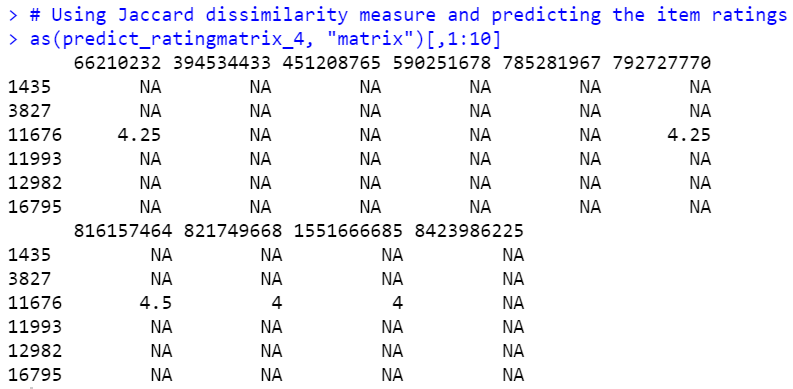 > # Using Jaccard dissimilarity measure and predicting the item ratings
> as(predict_ratingmatrix_4, "matrix")[,1:10]
      66210232 394534433 451208765 590251678 785281967 792727770
1435        NA        NA        NA        NA        NA        NA
3827        NA        NA        NA        NA        NA        NA
11676     4.25        NA        NA        NA        NA      4.25
11993       NA        NA        NA        NA        NA        NA
12982       NA        NA        NA        NA        NA        NA
16795       NA        NA        NA        NA        NA        NA
      816157464 821749668 1551666685 8423986225
1435         NA        NA         NA         NA
3827         NA        NA         NA         NA
11676       4.5         4          4         NA
11993        NA        NA         NA         NA
12982        NA        NA         NA         NA
16795        NA        NA         NA         NA